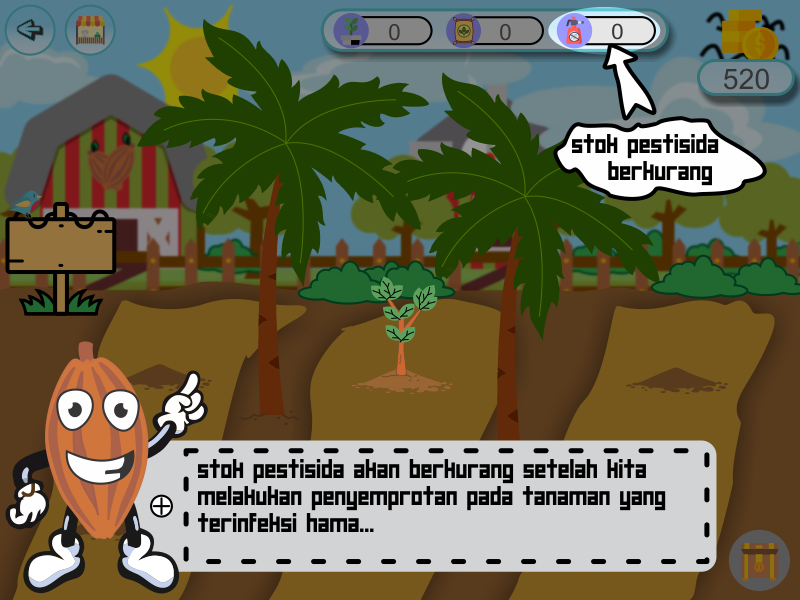 0
0
0
520
stok pestisida
berkurang
stok pestisida akan berkurang setelah kita
melakukan penyemprotan pada tanaman yang
terinfeksi hama...